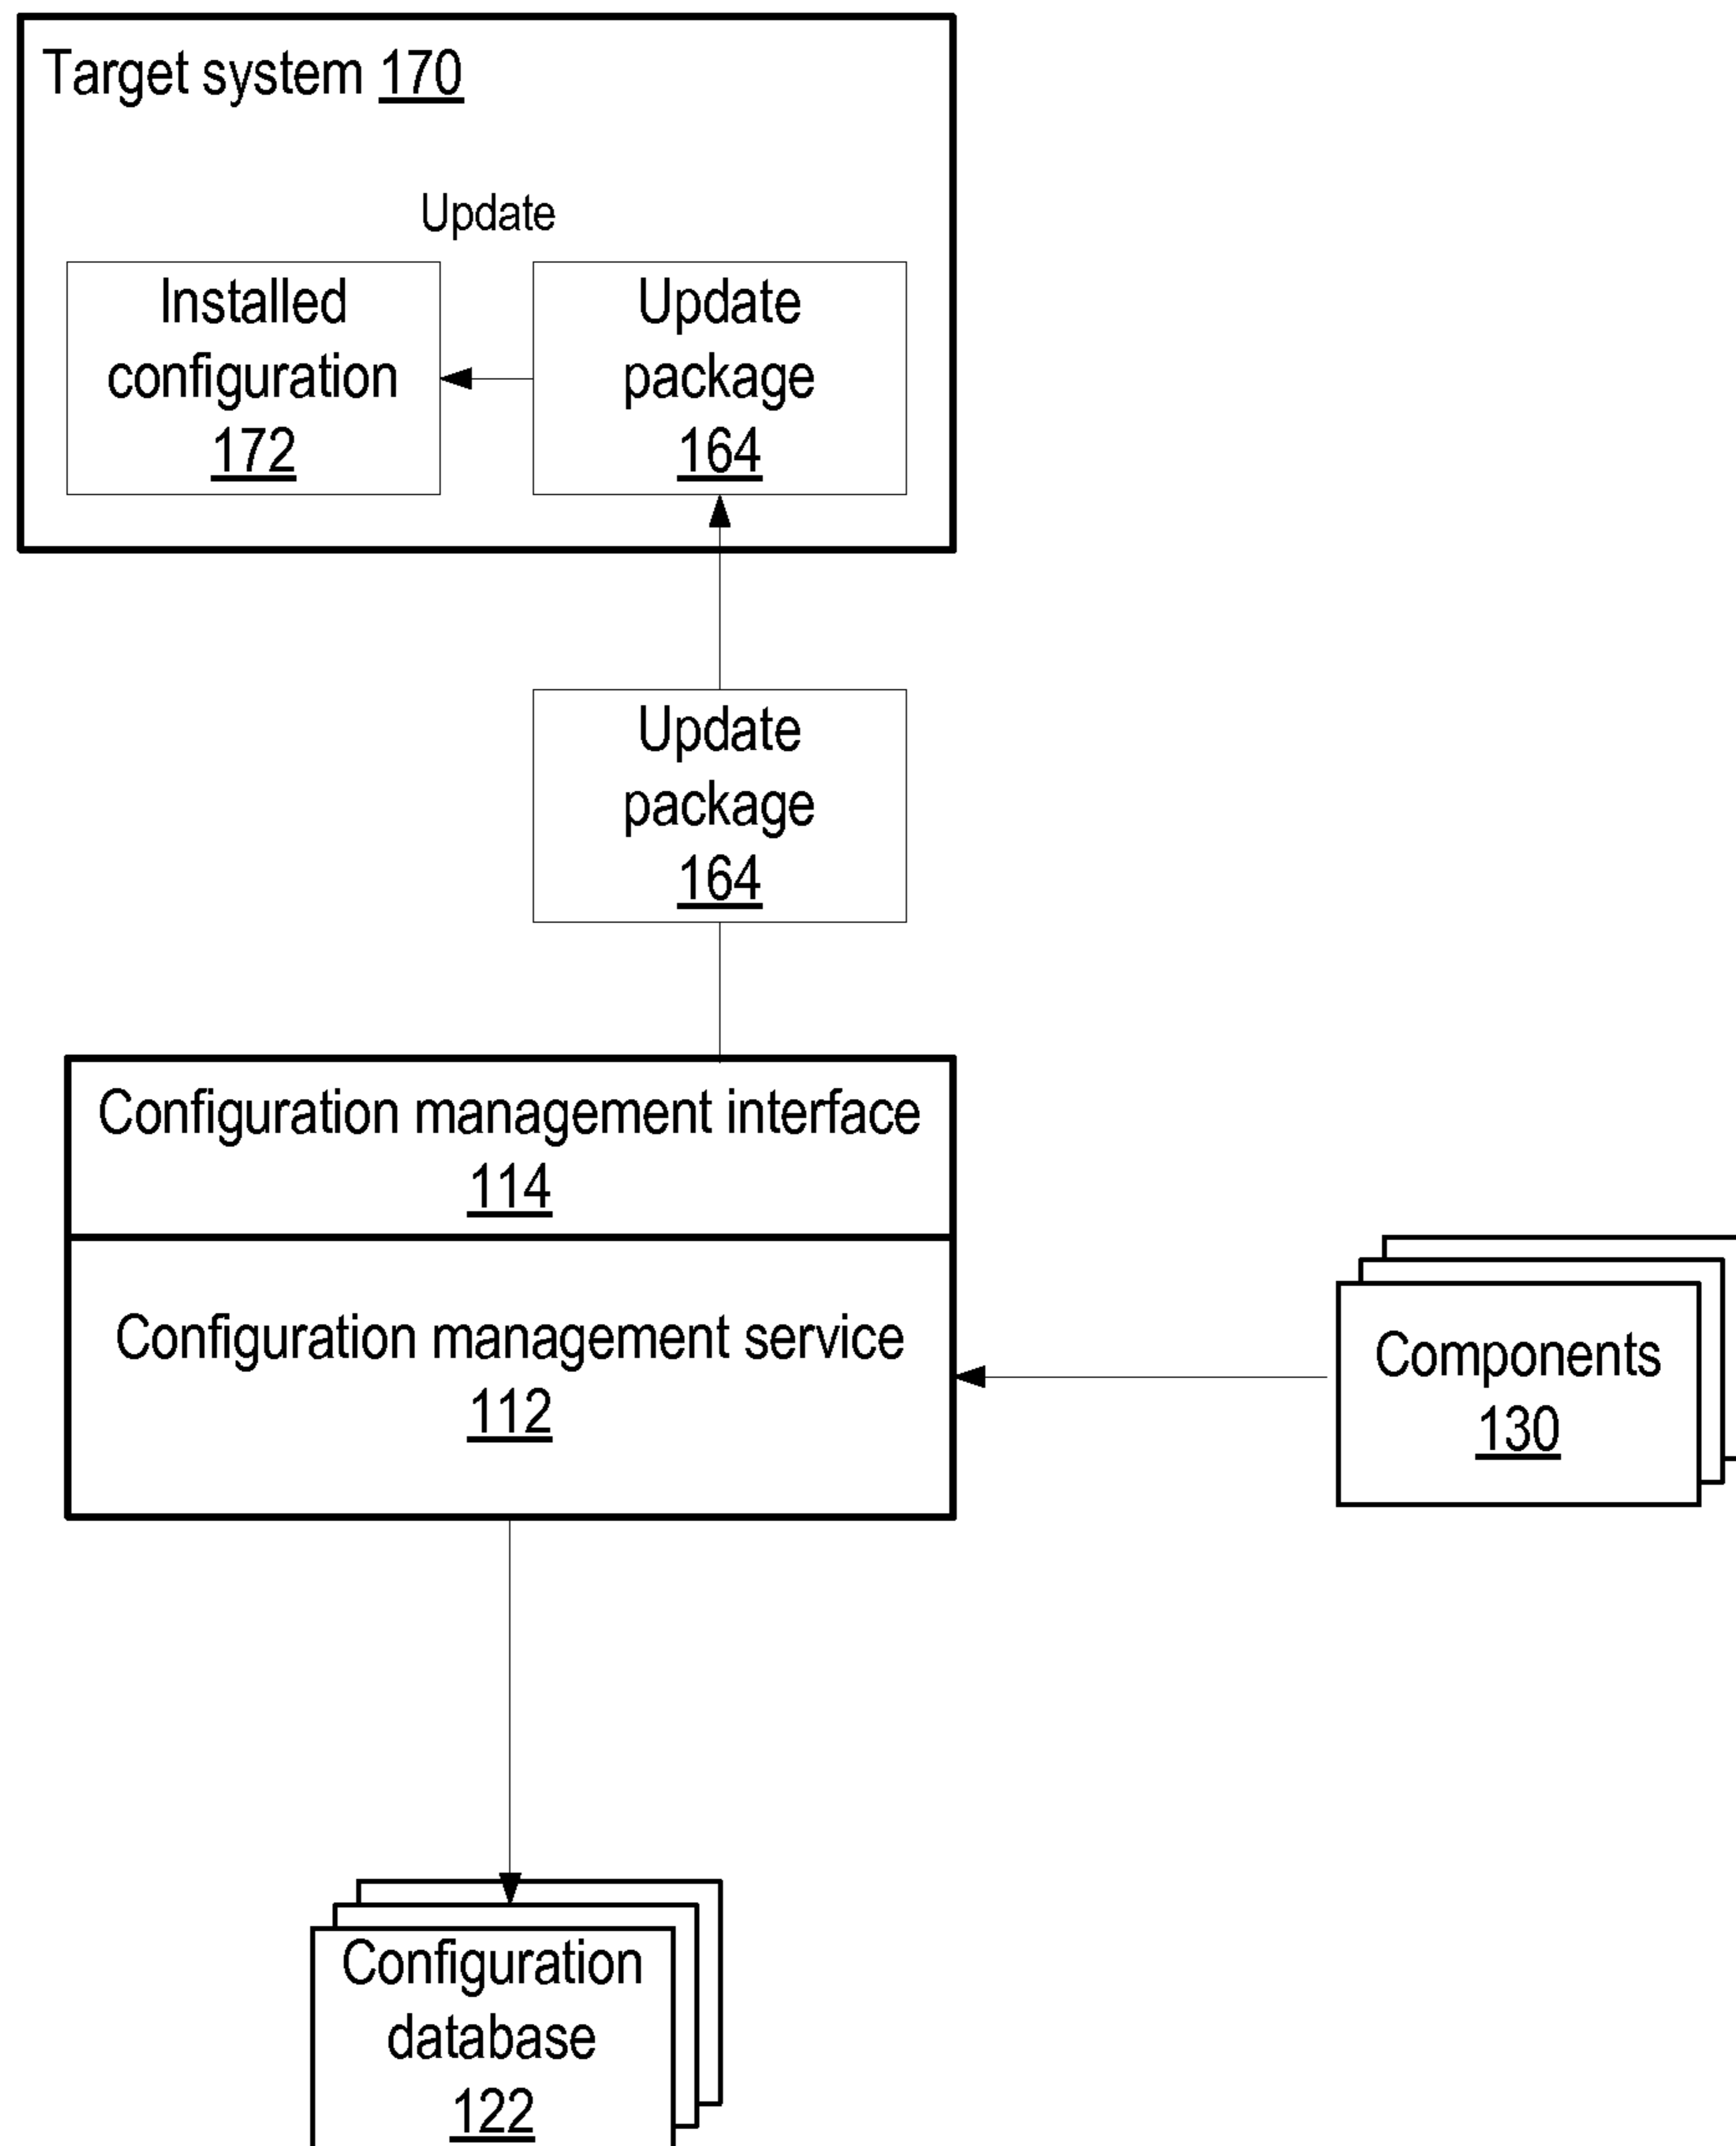 Target system 170
Update
Installed
configuration
172
Update
package
164
Update
package
164
Configuration management interface
114
Configuration management service
112
Components
130
Configuration
database
122